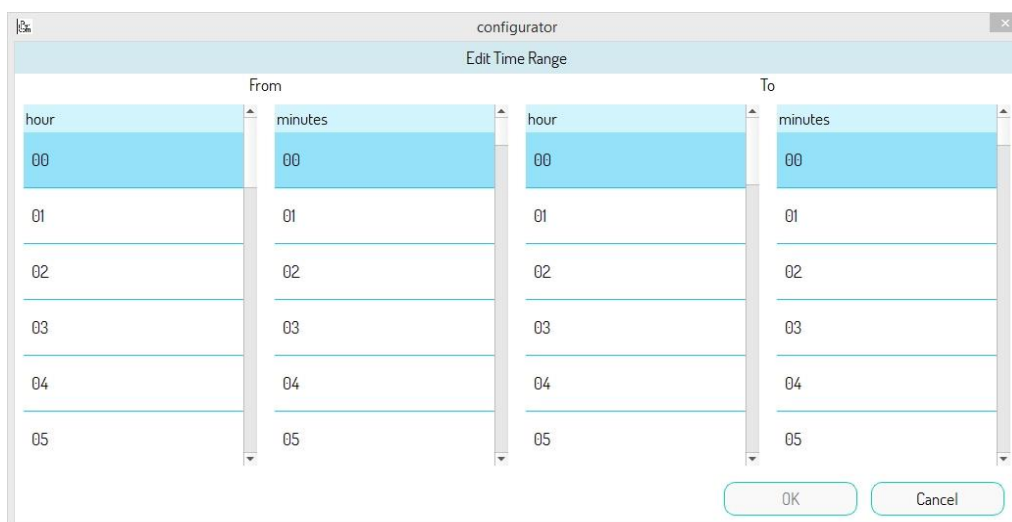 configurator
Edit Time Range
From To
hour minutes hour minutes
00 00 00 00
01 01 01 01
02 02 02 02
03 03 03 03
04 04 04 04
05 05 05 05
OK Cancel